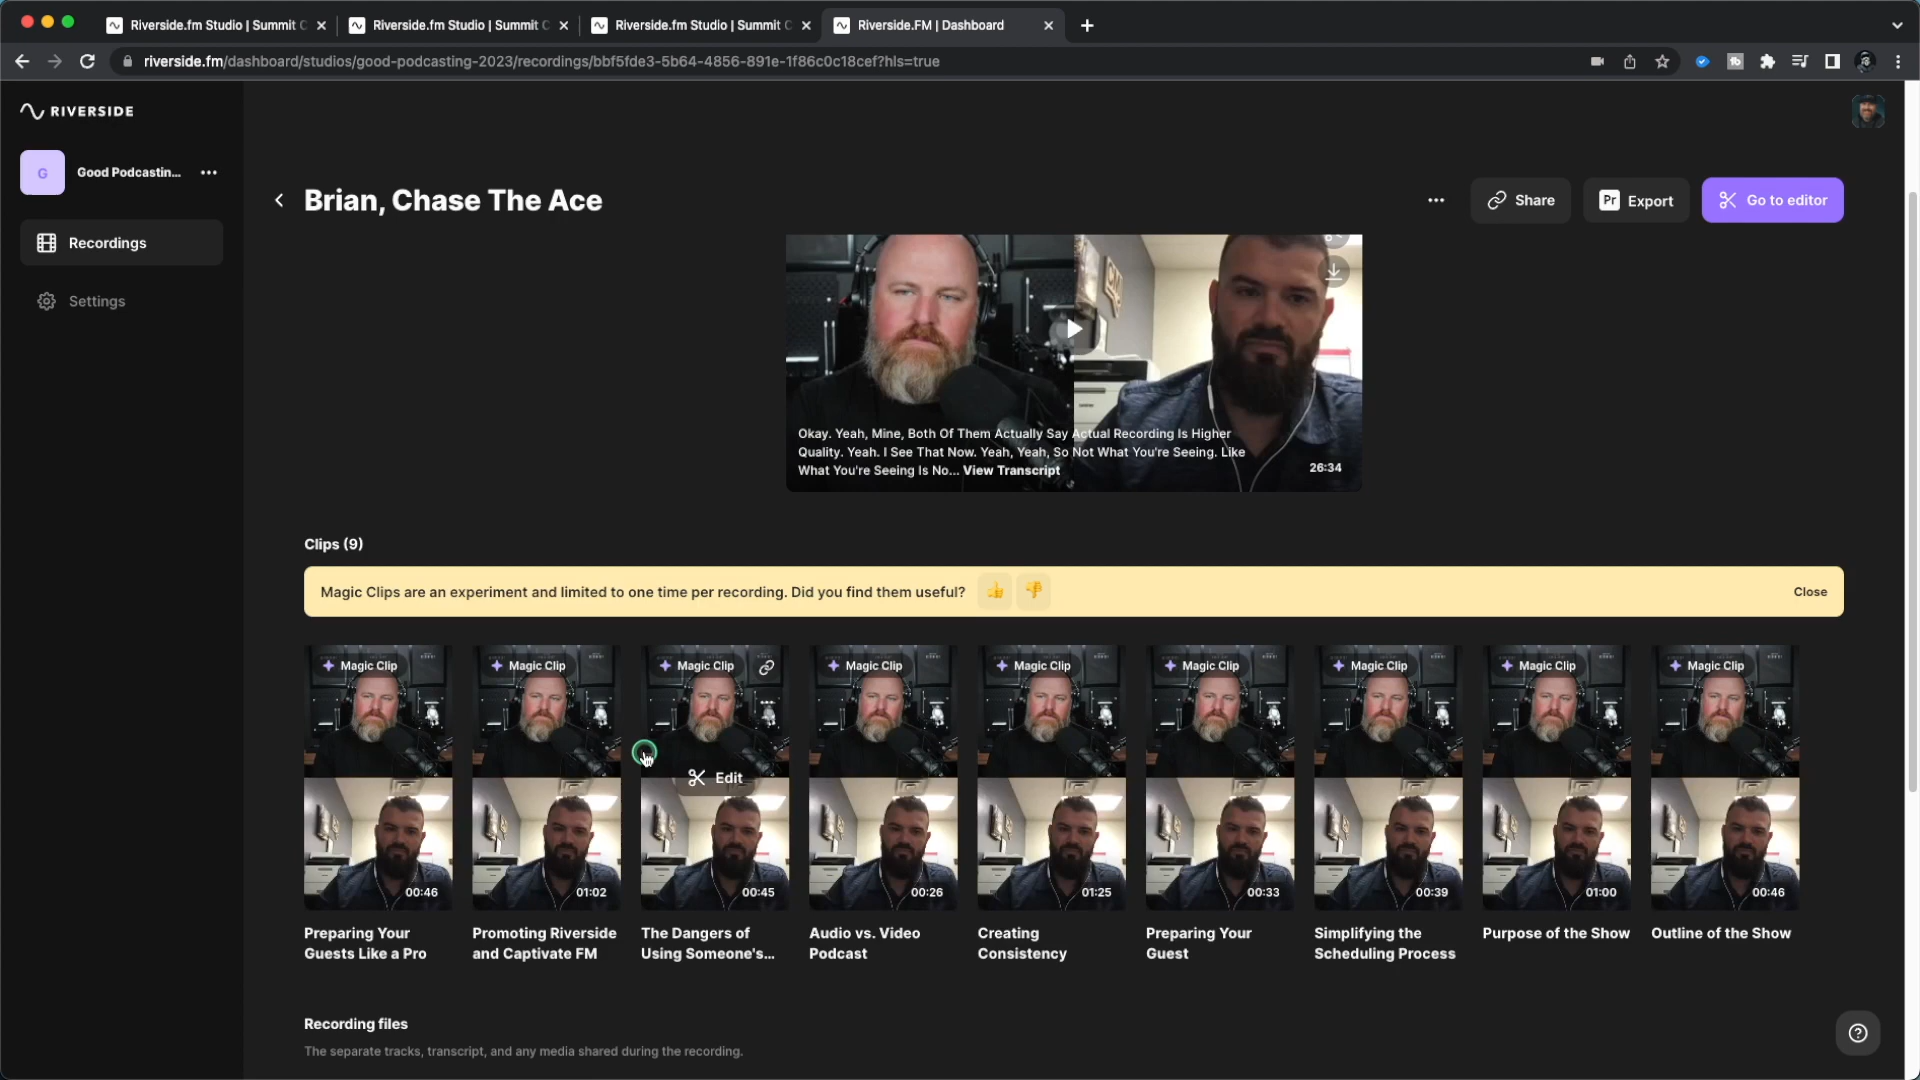 Riverside.fm Studio | Summit C
Riverside.fm Studio | Summit C
Riverside.fm Studio | Summit C
Riverside.FM | Dashboard
riverside.fm/dashboard/studios/good-podcasting-2023/recordings/bbf5fde3-5b64-4856-891e-1f86c0c18cef?hls=true
RIVERSIDE
G
Good Podcastin...
Recordings
Settings
Brian, Chase The Ace
Share
Pr Export
Go to editor
Okay. Yeah, Mine, Both Of Them Actually Say Actual Recording Is Higher
Quality. Yeah. I See That Now. Yeah, Yeah, So Not What You're Seeing. Like
What You're Seeing Is No... View Transcript
26:34
Clips (9)
Magic Clips are an experiment and limited to one time per recording. Did you find them useful?
Close
Magic Clip
Magic Clip
Magic Clip
Magic Clip
Magic Clip
Magic Clip
Magic Clip
Magic Clip
Magic Clip
Edit
00:46
01:02
00:45
00:26
01:25
00:33
00:39
01:00
00:46
Preparing Your
Guests Like a Pro
Promoting Riverside
and Captivate FM
The Dangers of
Using Someone's...
Audio vs. Video
Podcast
Creating
Consistency
Preparing Your
Guest
Simplifying the
Scheduling Process
Purpose of the Show
Outline of the Show
Recording files
The separate tracks, transcript, and any media shared during the recording.